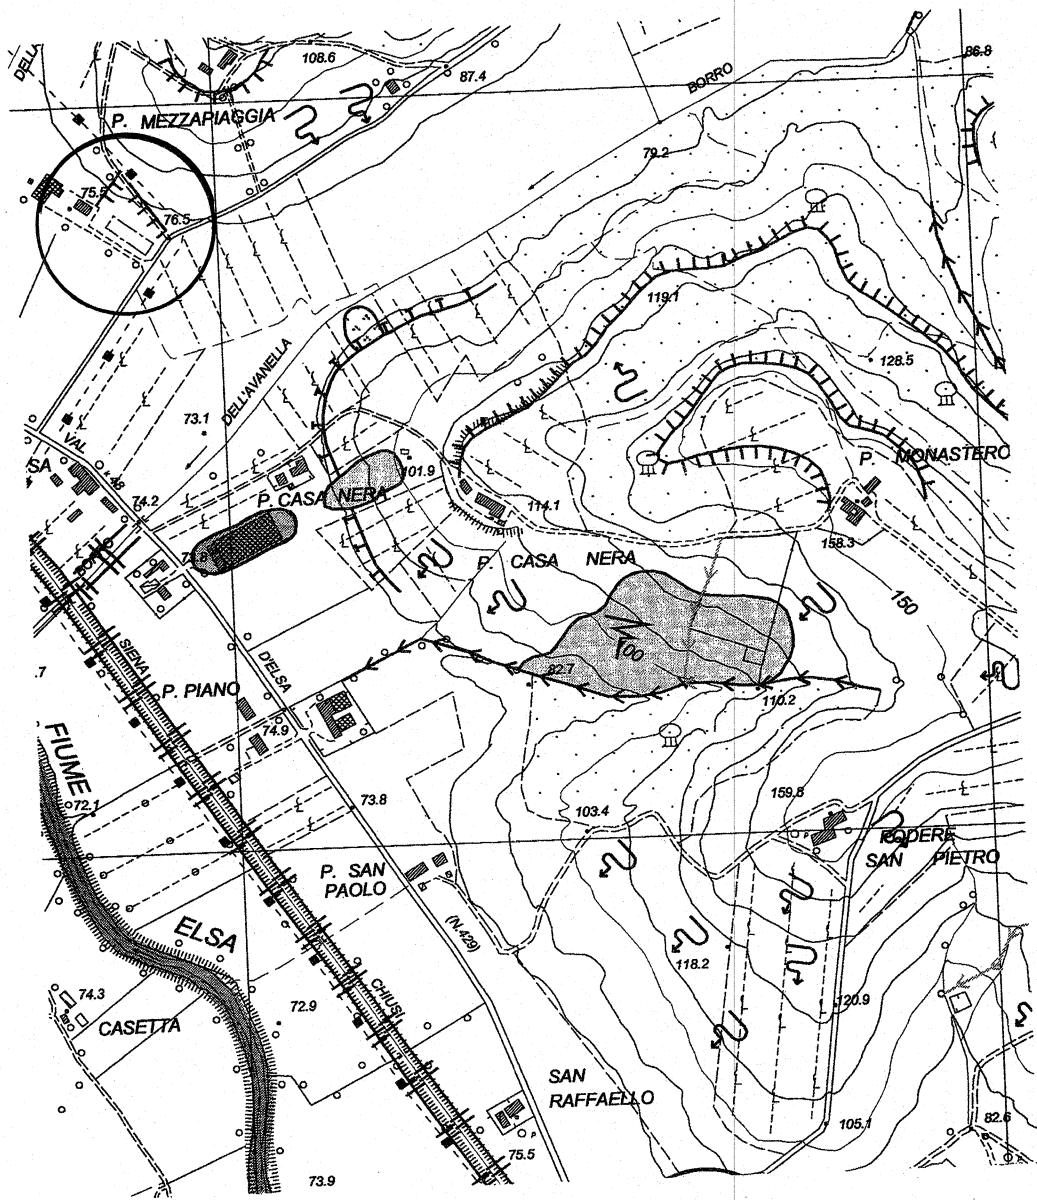 DELL
108.6
87.4
86.8
BORRO
P. MEZZAPIAGGIA
79.2
75.5
76.5
119.1
128.5
DELL'AVANELLA
73.1
VAL
SA
P. MONASTERO
101.9
P. CASA NERA
114.1
74.2
158.3
P. CASA NERA
150
100
82.7
SIENA
D'ELSA
P. PIANO
110.2
74.9
FIUME
72.1
73.8
159.8
103.4
PODERE
SAN PIETRO
P. SAN
PAOLO
ELSA
(N.429)
118.2
74.3
CASETTA
72.9
CHIUSI
120.9
SAN
RAFFAELLO
105.1
82.6
75.5
73.9